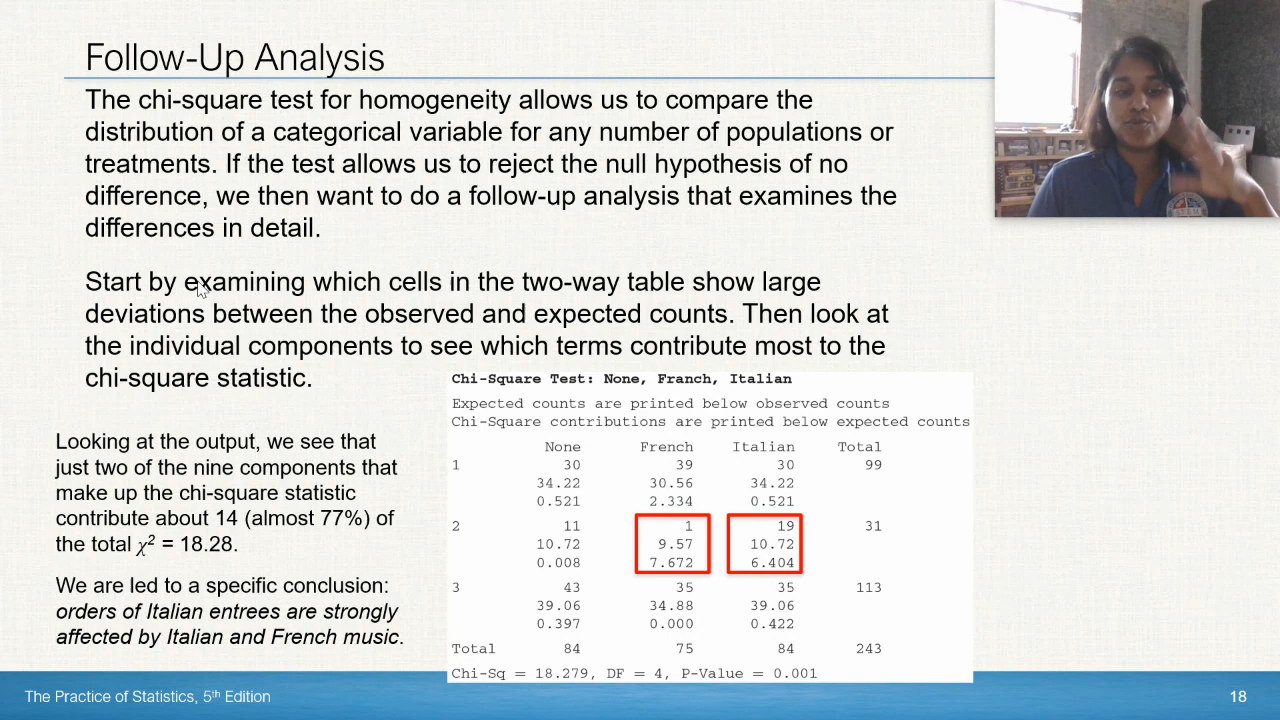 Follow-Up Analysis
The chi-square test for homogeneity allows us to compare the
distribution of a categorical variable for any number of populations or
treatments. If the test allows us to reject the null hypothesis of no
difference, we then want to do a follow-up analysis that examines the
differences in detail.
Start by examining which cells in the two-way table show large
deviations between the observed and expected counts. Then look at
the individual components to see which terms contribute most to the
chi-square statistic.
Looking at the output, we see that
just two of the nine components that
make up the chi-square statistic
contribute about 14 (almost 77%) of
the total χ² = 18.28.
We are led to a specific conclusion:
orders of Italian entrees are strongly
affected by Italian and French music.
Chi-Square Test: None, Franch, Italian
Expected counts are printed below observed counts
Chi-Square contributions are printed below expected counts
None French Italian Total
1 30 39 30 99
34.22 30.56 34.22
0.521 2.334 0.521
2 11 1 19 31
10.72 9.57 10.72
0.008 7.672 6.404
3 43 35 35 113
39.06 34.88 39.06
0.397 0.000 0.422
Total 84 75 84 243
Chi-Sq = 18.279, DF = 4, P-Value = 0.001
The Practice of Statistics, 5th Edition
18